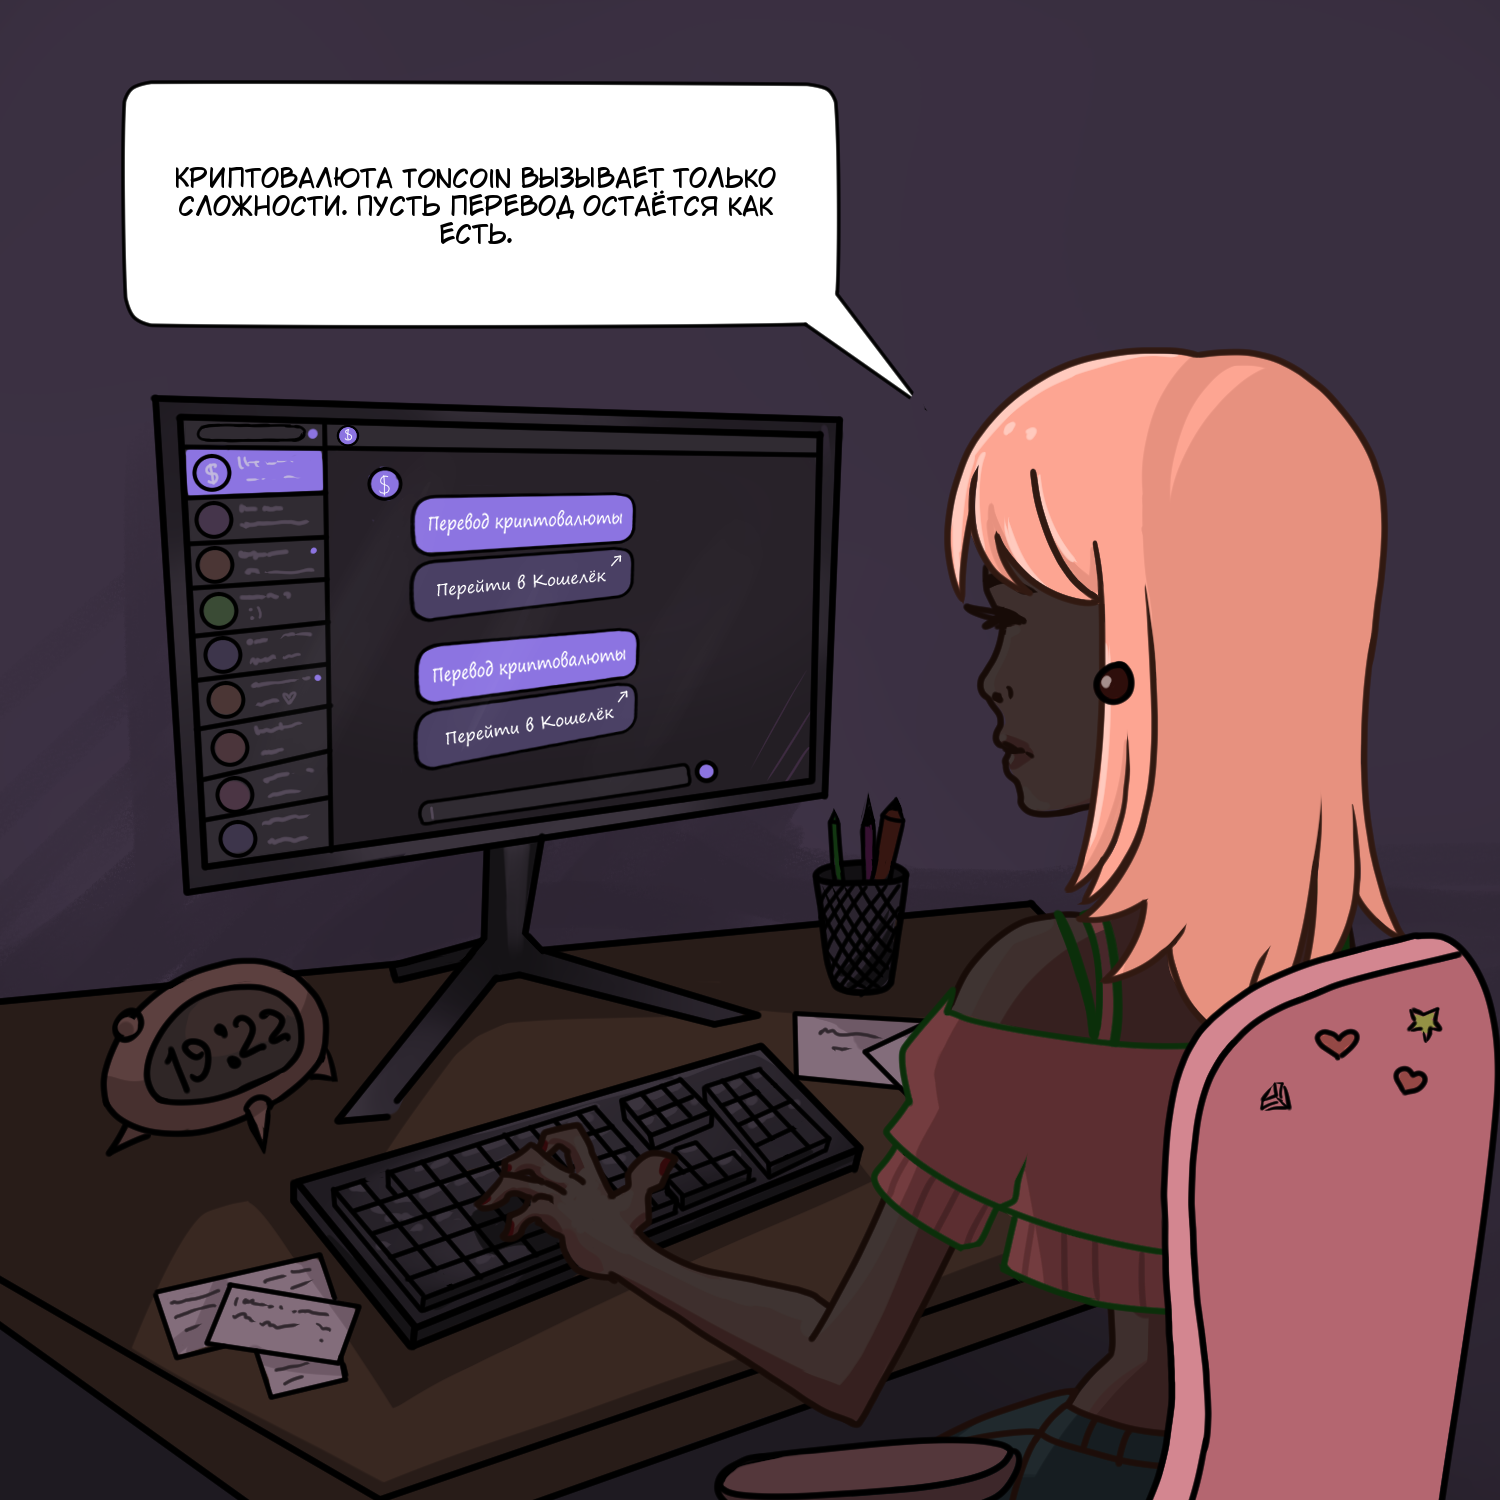 КРИПТОВАЛЮТА TONCOIN ВЫЗЫВАЕТ ТОЛЬКО
СЛОЖНОСТИ. ПУСТЬ ПЕРЕВОД ОСТАЁТСЯ КАК
ЕСТЬ.
$
$
$
Перевод криптовалюты
Перейти в Кошелёк
Перевод криптовалюты
Перейти в Кошелёк
:)
19:22